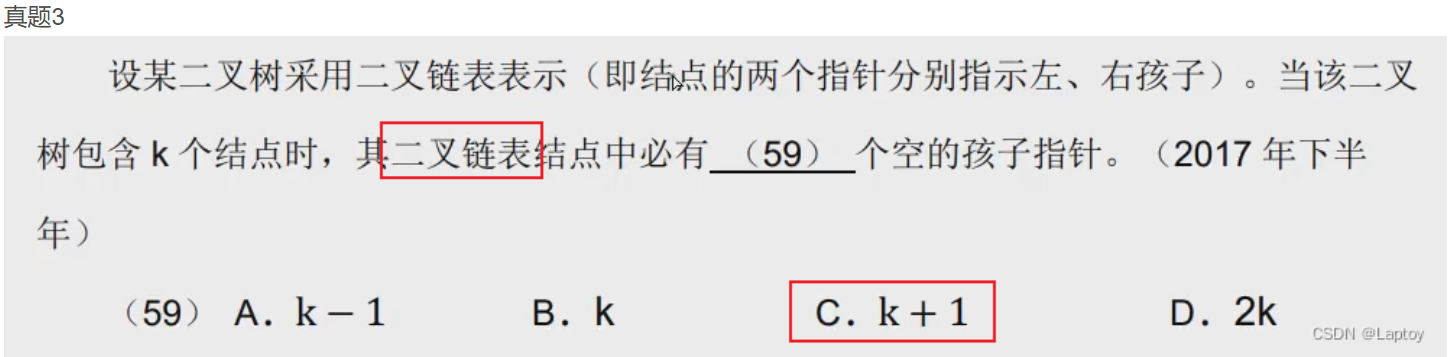 真题3
设某二叉树采用二叉链表表示（即结点的两个指针分别指示左、右孩子）。当该二叉
树包含 k 个结点时，其二叉链表结点中必有（59）个空的孩子指针。（2017 年下半
年）
（59） A. k − 1 B. k C. k + 1 D. 2k
CSDN @Laptoy